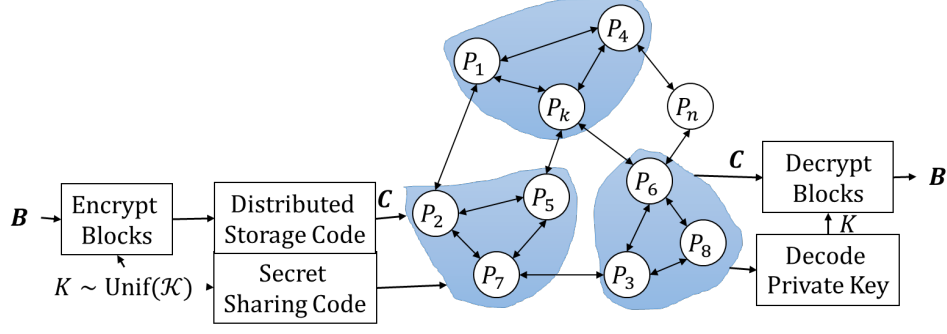 B
Encrypt
Blocks
K ~ Unif(𝒦)
Distributed
Storage Code
Secret
Sharing Code
C
P₁
P₄
Pₖ
Pₙ
P₂
P₅
P₇
P₆
P₈
P₃
C
Decrypt
Blocks
B
K
Decode
Private Key